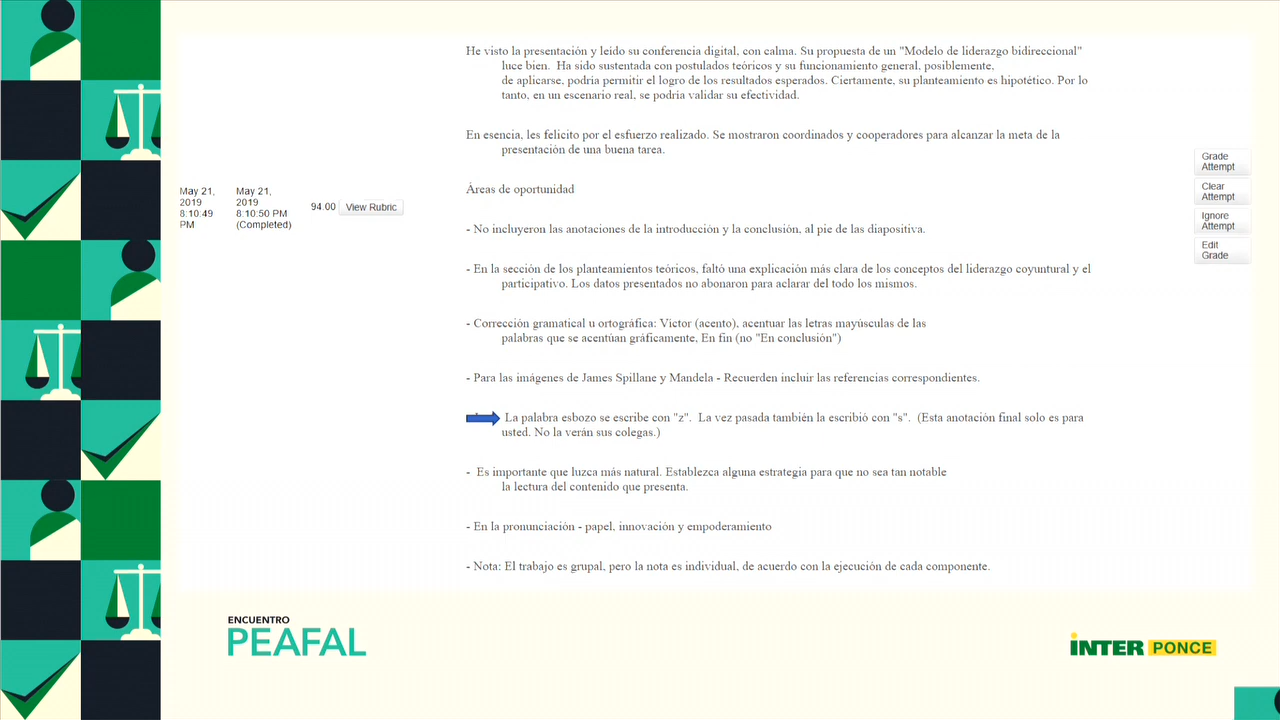 He visto la presentación y leído su conferencia digital, con calma. Su propuesta de un "Modelo de liderazgo bidireccional"
luce bien. Ha sido sustentada con postulados teóricos y su funcionamiento general, posiblemente,
de aplicarse, podría permitir el logro de los resultados esperados. Ciertamente, su planteamiento es hipotético. Por lo
tanto, en un escenario real, se podría validar su efectividad.
En esencia, les felicito por el esfuerzo realizado. Se mostraron coordinados y cooperadores para alcanzar la meta de la
presentación de una buena tarea.
Áreas de oportunidad
May 21,
2019
8:10:49
PM
May 21,
2019
8:10:50 PM
(Completed)
94.00
View Rubric
- No incluyeron las anotaciones de la introducción y la conclusión, al pie de las diapositiva.
- En la sección de los planteamientos teóricos, faltó una explicación más clara de los conceptos del liderazgo coyuntural y el
participativo. Los datos presentados no abonaron para aclarar del todo los mismos.
- Corrección gramatical u ortográfica: Víctor (acento), acentuar las letras mayúsculas de las
palabras que se acentúan gráficamente, En fin (no "En conclusión")
- Para las imágenes de James Spillane y Mandela - Recuerden incluir las referencias correspondientes.
La palabra esbozo se escribe con "z". La vez pasada también la escribió con "s". (Esta anotación final solo es para
usted. No la verán sus colegas.)
- Es importante que luzca más natural. Establezca alguna estrategia para que no sea tan notable
la lectura del contenido que presenta.
- En la pronunciación - papel, innovación y empoderamiento
- Nota: El trabajo es grupal, pero la nota es individual, de acuerdo con la ejecución de cada componente.
Grade
Attempt
Clear
Attempt
Ignore
Attempt
Edit
Grade
ENCUENTRO
PEAFAL
INTER PONCE